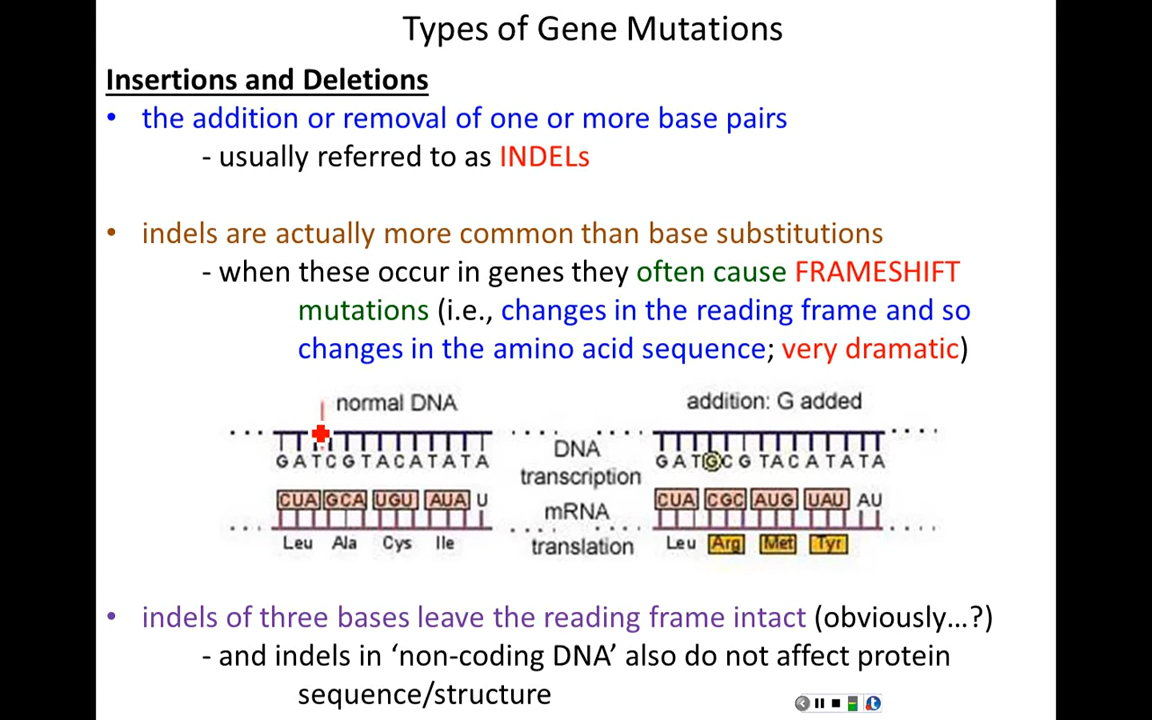 Types of Gene Mutations
Insertions and Deletions
• the addition or removal of one or more base pairs
- usually referred to as INDELs
• indels are actually more common than base substitutions
- when these occur in genes they often cause FRAMESHIFT
mutations (i.e., changes in the reading frame and so
changes in the amino acid sequence; very dramatic)
normal DNA
addition: G added
DNA
GATCGTACATATA
GATGCGTACATATA
transcription
CUA GCA UGU AUA U
CUA CGC AUG UAU AU
mRNA
Leu Ala Cys Ile
translation
Leu Arg Met Tyr
• indels of three bases leave the reading frame intact (obviously...?)
- and indels in ‘non-coding DNA’ also do not affect protein
sequence/structure